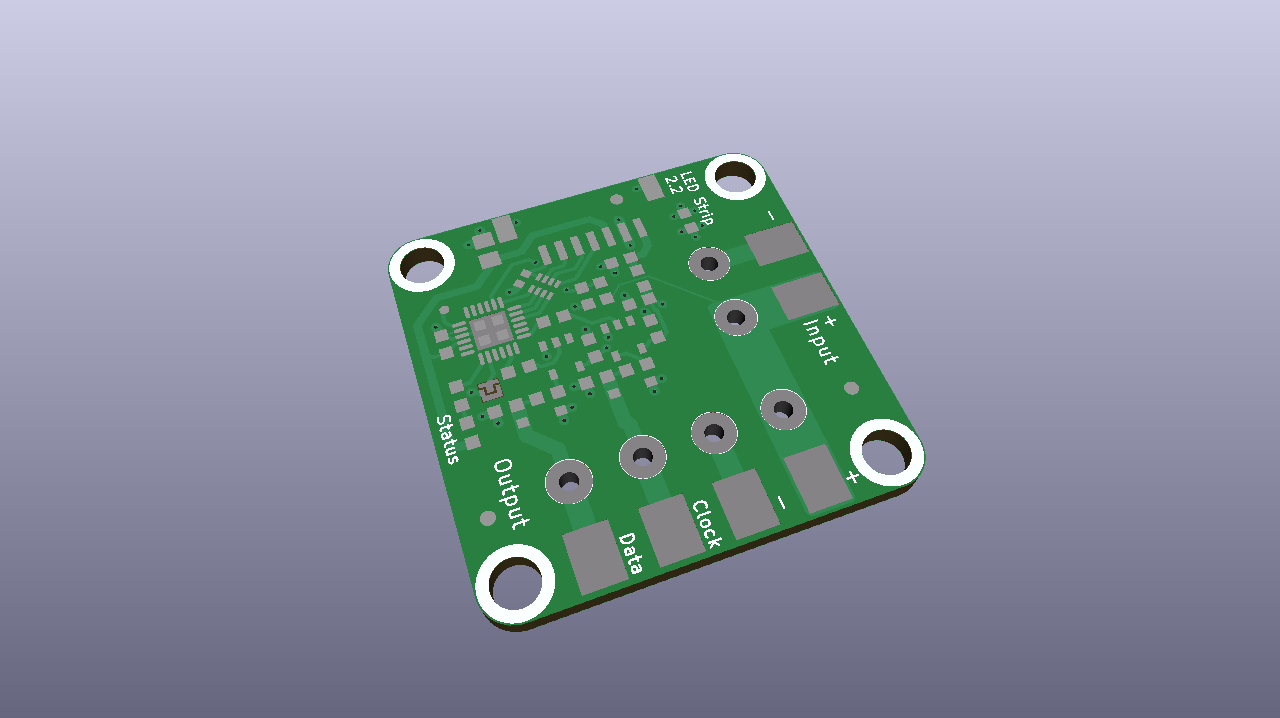 LED Strip
2.2
-
+
Input
Status
Output
Data
Clock
-
+